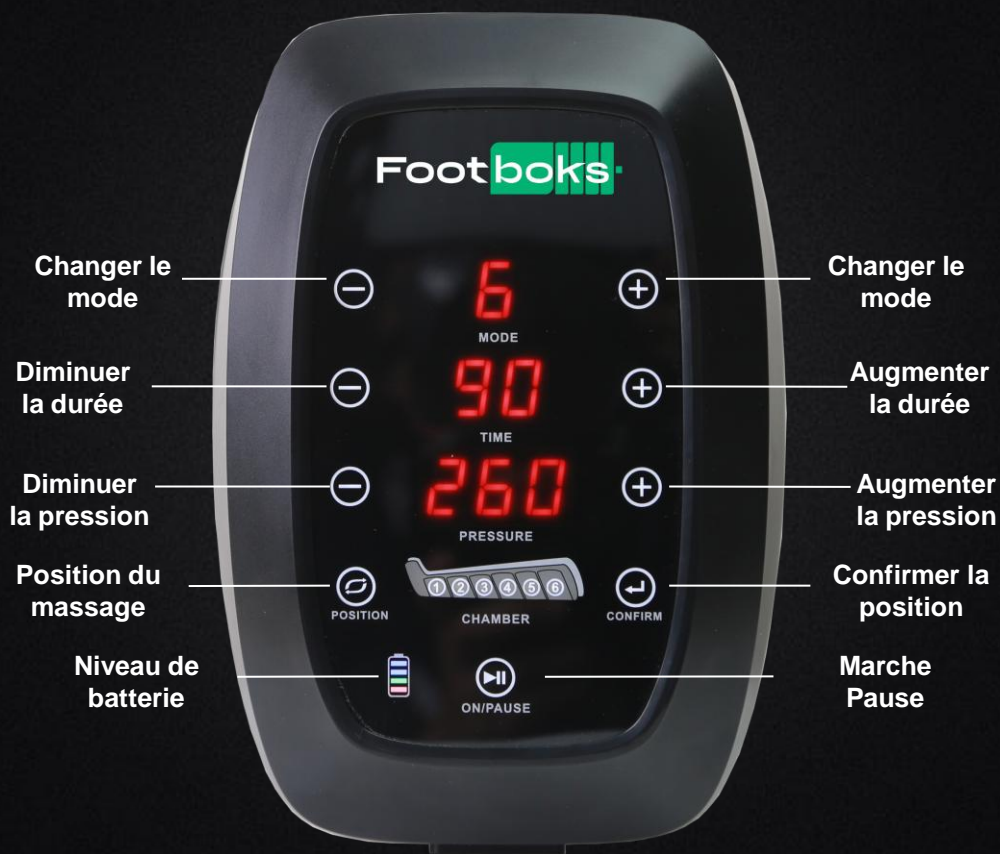 Footboks
Changer le
mode
6
Changer le
mode
MODE
Diminuer
la durée
90
Augmenter
la durée
TIME
Diminuer
la pression
260
Augmenter
la pression
PRESSURE
Position du
massage
1 2 3 4 5 6
Confirmer la
position
POSITION
CHAMBER
CONFIRM
Niveau de
batterie
Marche
Pause
ON/PAUSE